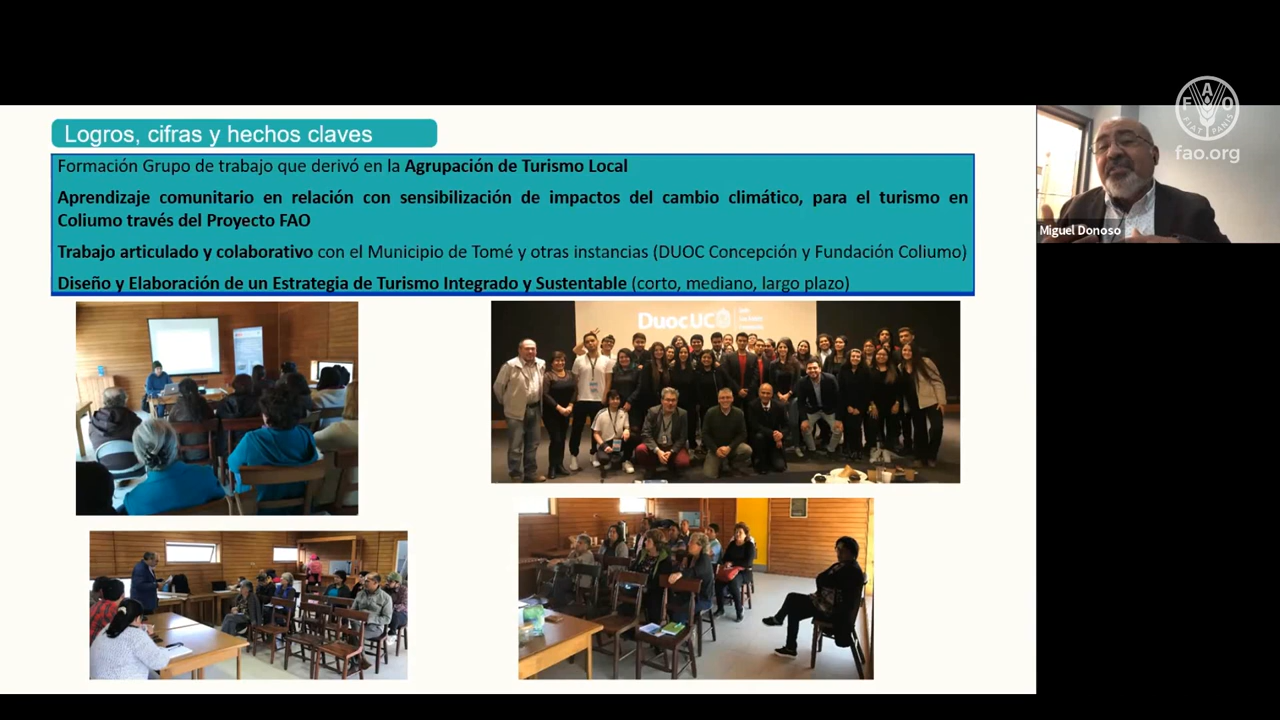 Logros, cifras y hechos claves
Formación Grupo de trabajo que derivó en la Agrupación de Turismo Local
Aprendizaje comunitario en relación con sensibilización de impactos del cambio climático, para el turismo en
Coliumo través del Proyecto FAO
Trabajo articulado y colaborativo con el Municipio de Tomé y otras instancias (DUOC Concepción y Fundación Coliumo)
Diseño y Elaboración de un Estrategia de Turismo Integrado y Sustentable (corto, mediano, largo plazo)
DuocUC
Miguel Donoso
FAO
FIAT PANIS
fao.org